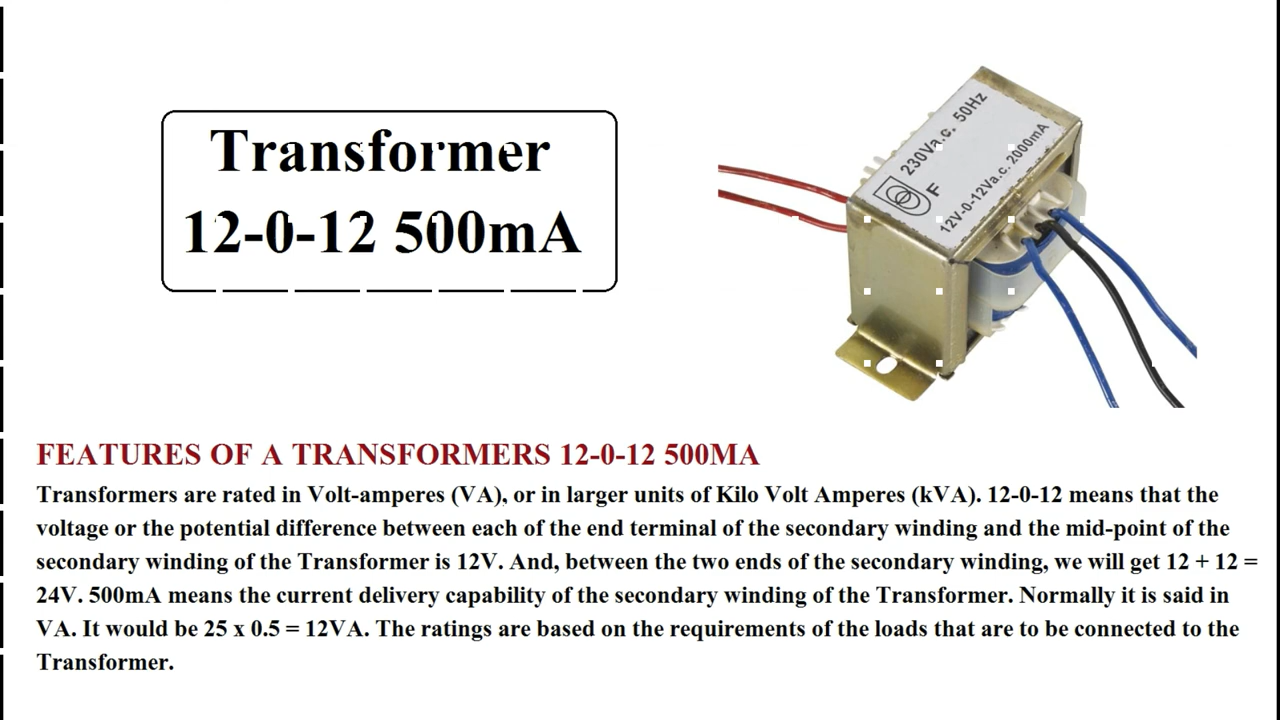 Transformer
12-0-12 500mA
230Va.c. 50Hz
F
12V-0-12Va.c. 2000mA
FEATURES OF A TRANSFORMERS 12-0-12 500MA
Transformers are rated in Volt-amperes (VA), or in larger units of Kilo Volt Amperes (kVA). 12-0-12 means that the
voltage or the potential difference between each of the end terminal of the secondary winding and the mid-point of the
secondary winding of the Transformer is 12V. And, between the two ends of the secondary winding, we will get 12 + 12 =
24V. 500mA means the current delivery capability of the secondary winding of the Transformer. Normally it is said in
VA. It would be 25 x 0.5 = 12VA. The ratings are based on the requirements of the loads that are to be connected to the
Transformer.